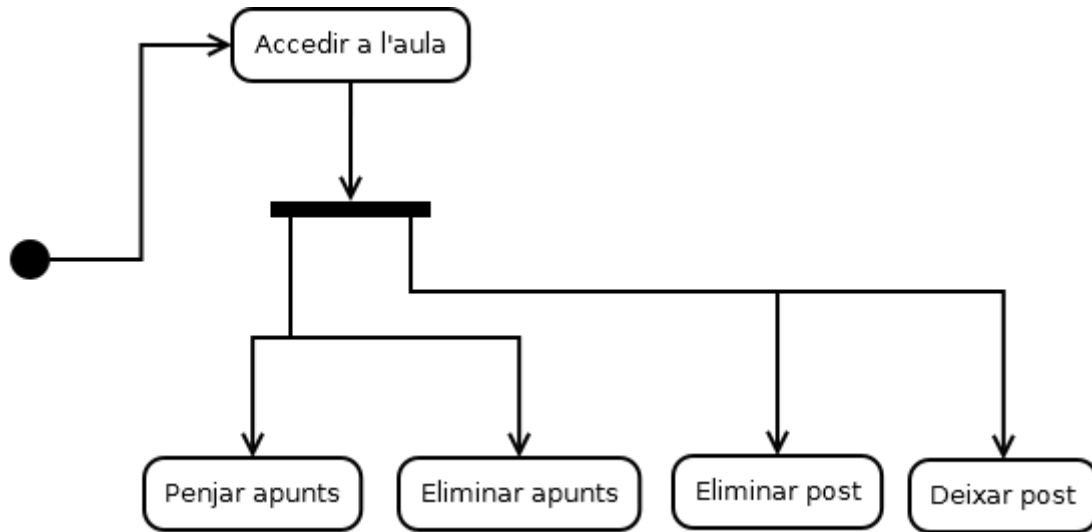 Accedir a l'aula
Penjar apunts
Eliminar apunts
Eliminar post
Deixar post